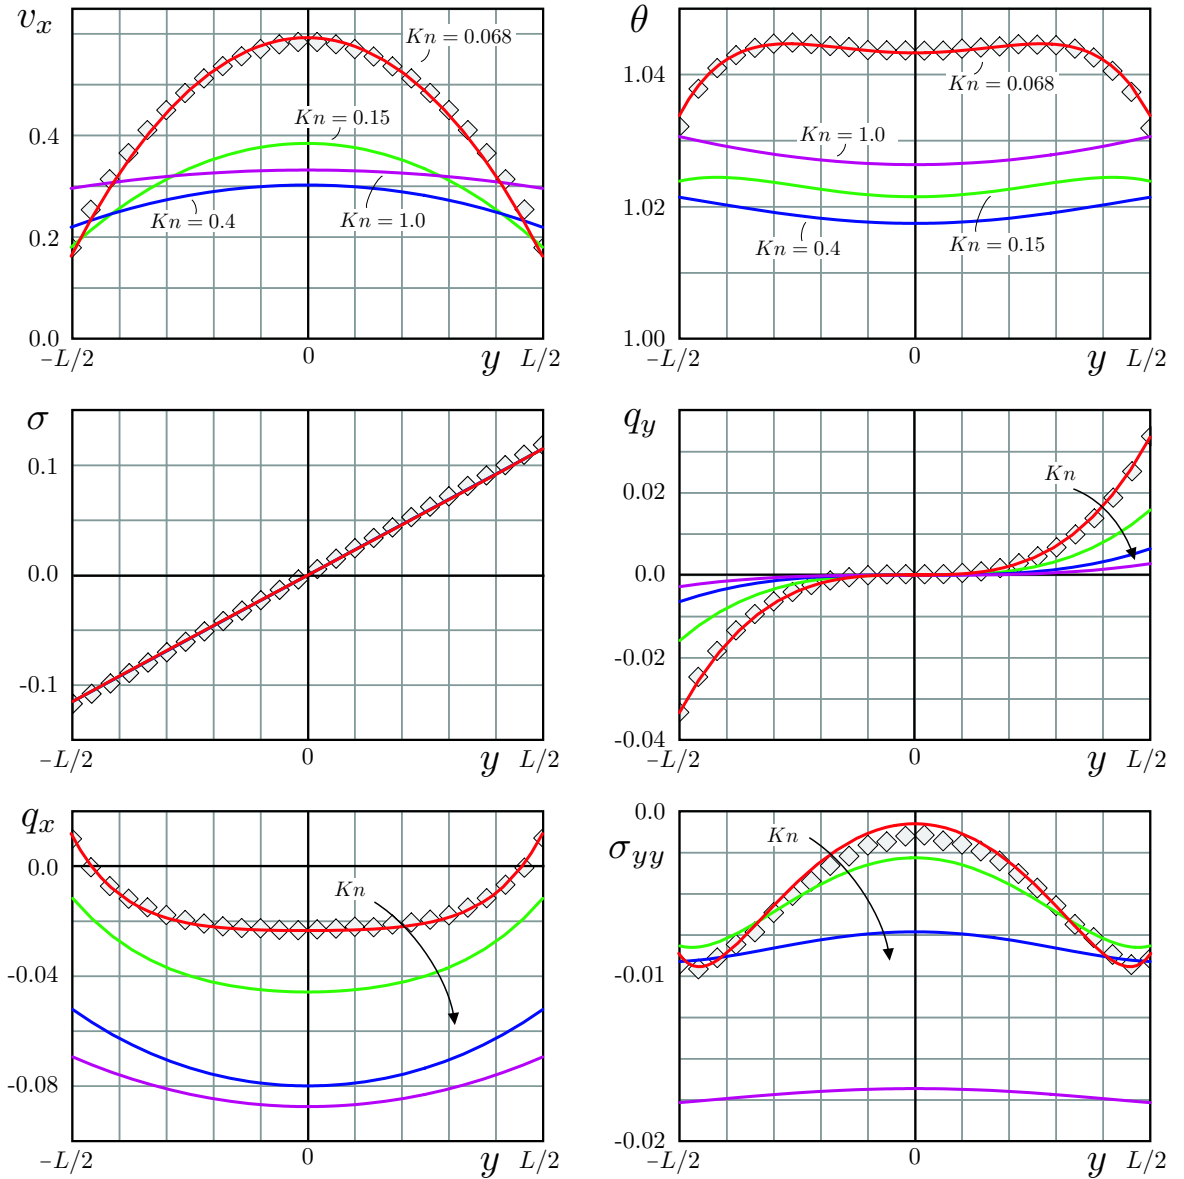 v_x
Kn = 0.068
Kn = 0.15
0.4
Kn = 0.4
Kn = 1.0
0.2
0.0
−L/2
0
y
L/2
θ
1.04
Kn = 0.068
Kn = 1.0
1.02
Kn = 0.4
Kn = 0.15
1.00
−L/2
0
y
L/2
σ
0.1
0.0
-0.1
−L/2
0
y
L/2
q_y
Kn
0.02
0.0
-0.02
-0.04
−L/2
0
y
L/2
q_x
0.0
Kn
-0.04
-0.08
−L/2
0
y
L/2
0.0
Kn
σ_yy
-0.01
-0.02
−L/2
0
y
L/2